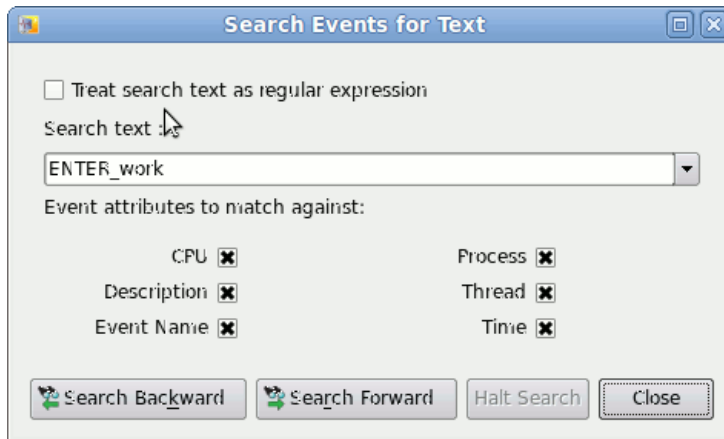 Search Events for Text
Treat search text as regular expression
Search text :
ENTER_work
Event attributes to match against:
CPU Process
Description Thread
Event Name Time
Search Backward Search Forward Halt Search Close